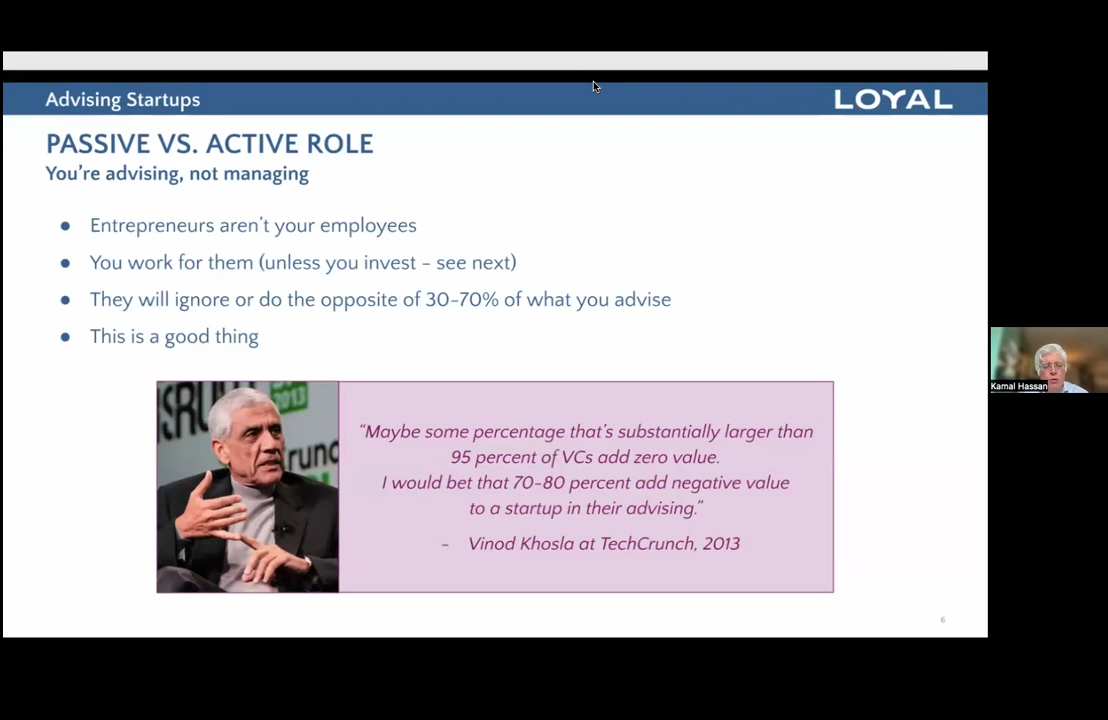 Advising Startups
LOYAL
PASSIVE VS. ACTIVE ROLE
You're advising, not managing
● Entrepreneurs aren't your employees
● You work for them (unless you invest – see next)
● They will ignore or do the opposite of 30-70% of what you advise
● This is a good thing
2013
“Maybe some percentage that's substantially larger than
95 percent of VCs add zero value.
I would bet that 70-80 percent add negative value
to a startup in their advising.”
- Vinod Khosla at TechCrunch, 2013
Kamal Hassan
6